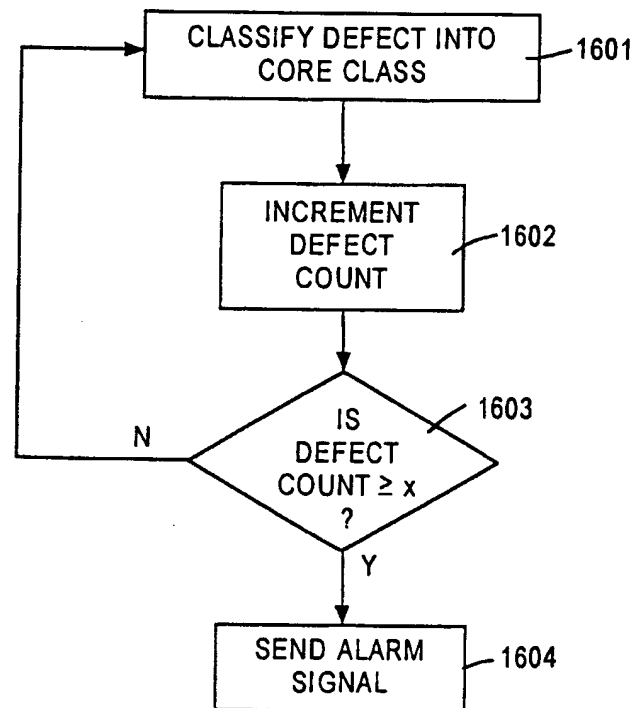 CLASSIFY DEFECT INTO
CORE CLASS
1601
INCREMENT
DEFECT
COUNT
1602
IS
DEFECT
COUNT ≥ x
?
1603
N
Y
SEND ALARM
SIGNAL
1604